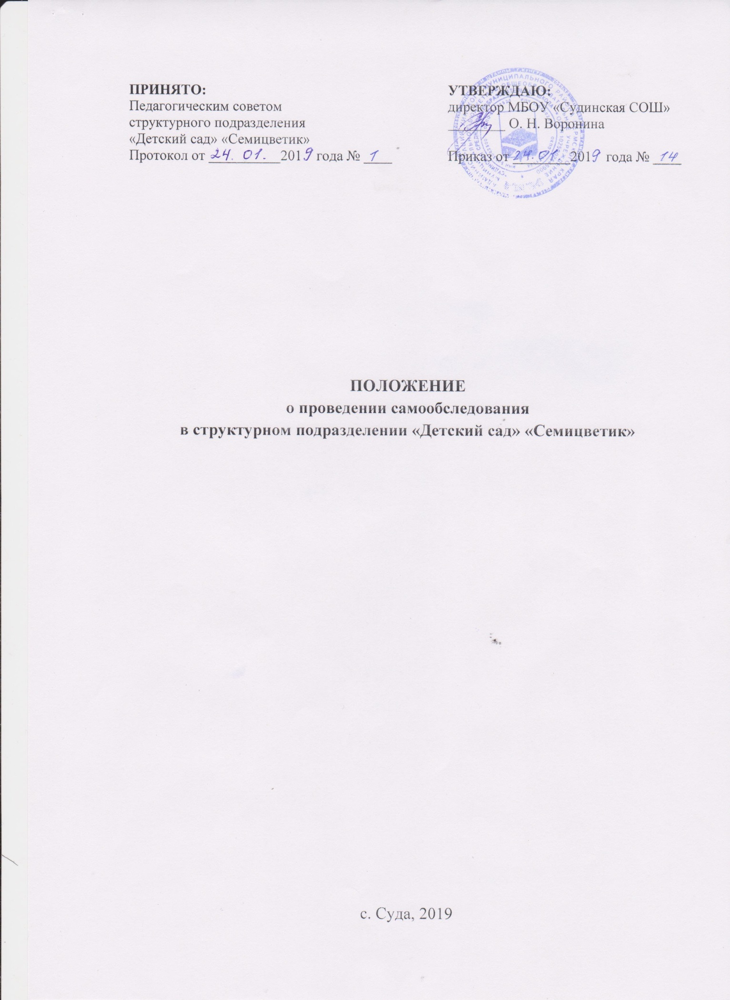 ПРИНЯТО:
Педагогическим советом
структурного подразделения
«Детский сад» «Семицветик»
Протокол от 24. 01. 2019 года № 1
УТВЕРЖДАЮ:
директор МБОУ «Судинская СОШ»
О. Н. Воронина
Приказ от 24.01 2019 года № 14
МУНИЦИПАЛЬНОГО
ПОЛОЖЕНИЕ
о проведении самообследования
в структурном подразделении «Детский сад» «Семицветик»
с. Суда, 2019